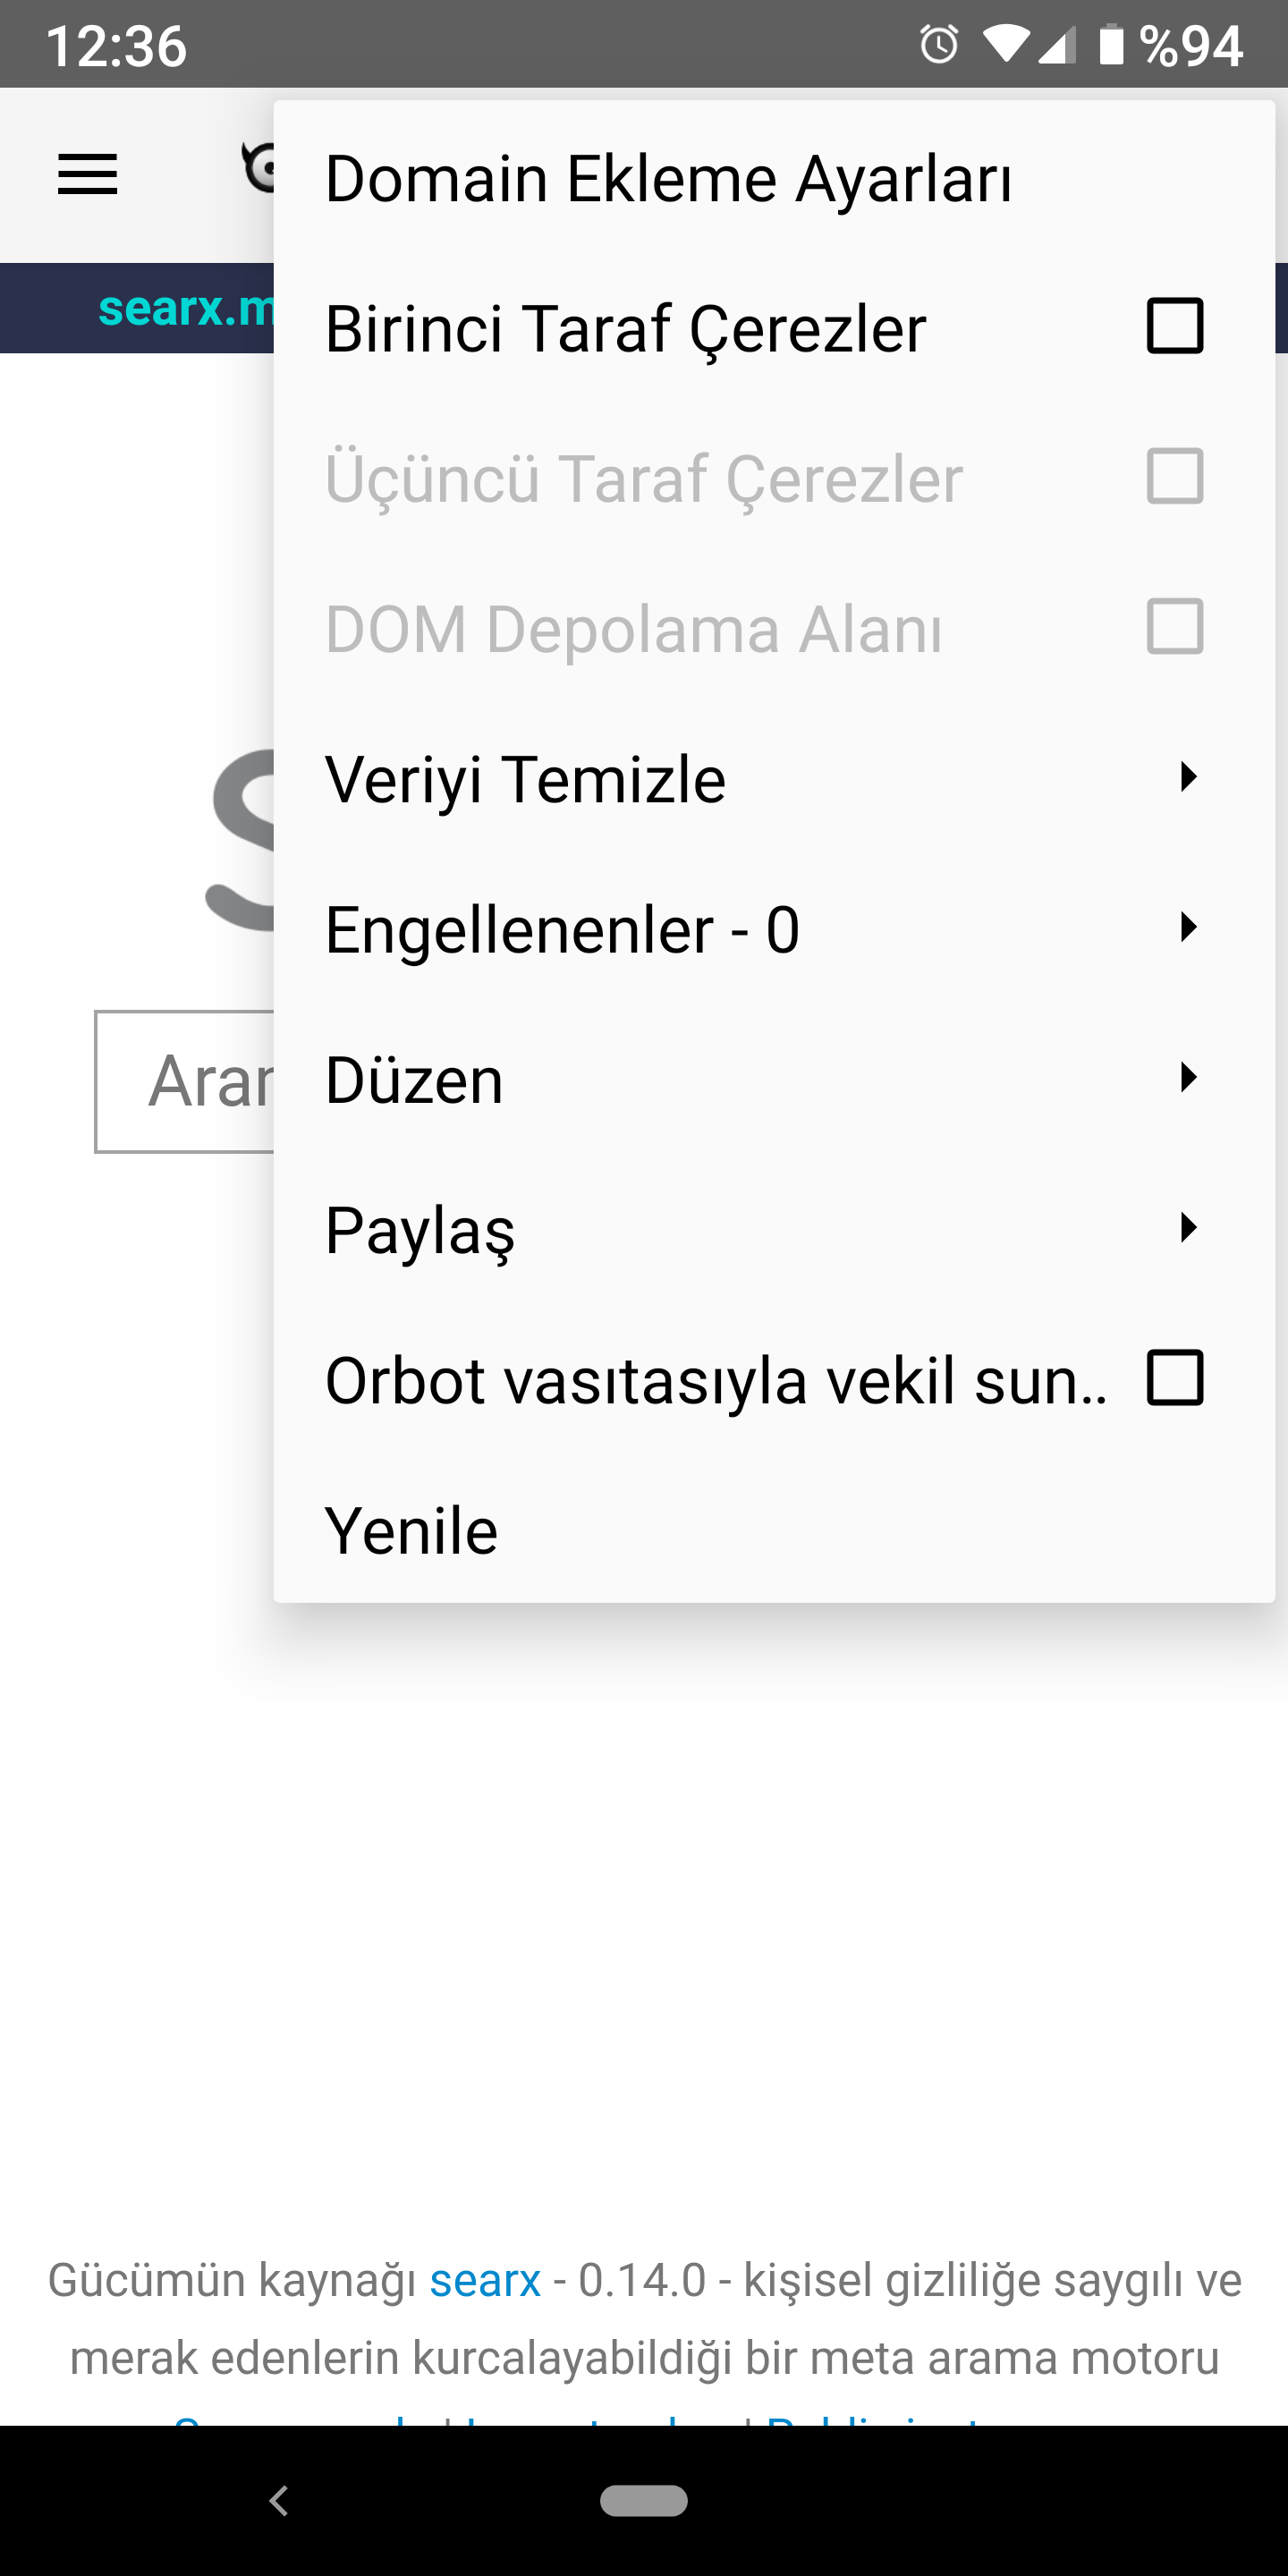 12:36 %94
Domain Ekleme Ayarları
searx.m
Birinci Taraf Çerezler
Üçüncü Taraf Çerezler
DOM Depolama Alanı
Veriyi Temizle
Engellenenler - 0
Düzen
Paylaş
Orbot vasıtasıyla vekil sun..
Yenile
S
Aran
Gücümün kaynağı searx - 0.14.0 - kişisel gizliliğe saygılı ve
merak edenlerin kurcalayabildiği bir meta arama motoru